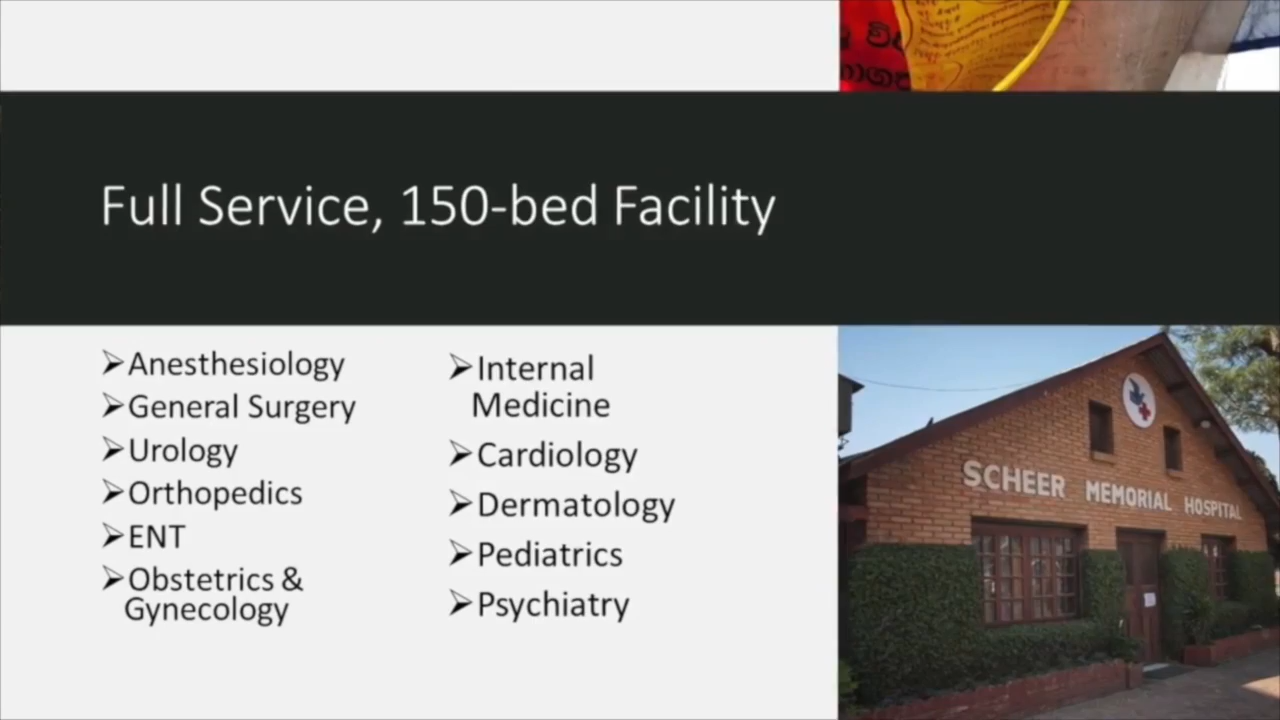 Full Service, 150-bed Facility
➢Anesthesiology
➢General Surgery
➢Urology
➢Orthopedics
➢ENT
➢Obstetrics &
Gynecology
➢Internal
Medicine
➢Cardiology
➢Dermatology
➢Pediatrics
➢Psychiatry
SCHEER MEMORIAL HOSPITAL